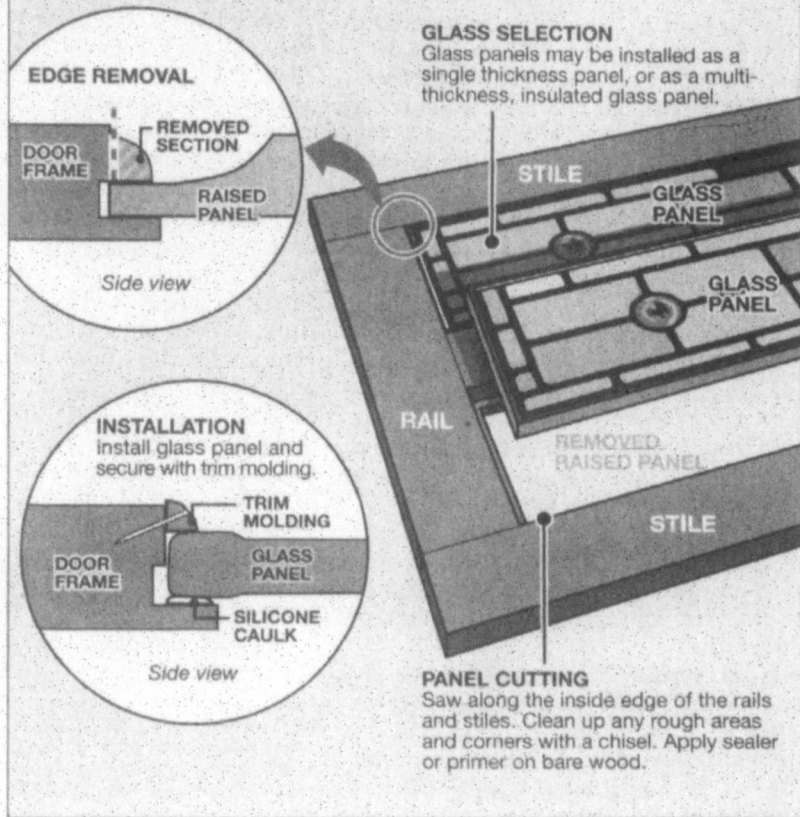 GLASS SELECTION
Glass panels may be installed as a
single thickness panel, or as a multi-
thickness, insulated glass panel.
EDGE REMOVAL
REMOVED
SECTION
DOOR
FRAME
RAISED
PANEL
Side view
STILE
GLASS
PANEL
GLASS
PANEL
RAIL
REMOVED
RAISED PANEL
STILE
INSTALLATION
Install glass panel and
secure with trim molding.
TRIM
MOLDING
DOOR
FRAME
GLASS
PANEL
SILICONE
CAULK
Side view
PANEL CUTTING
Saw along the inside edge of the rails
and stiles. Clean up any rough areas
and corners with a chisel. Apply sealer
or primer on bare wood.